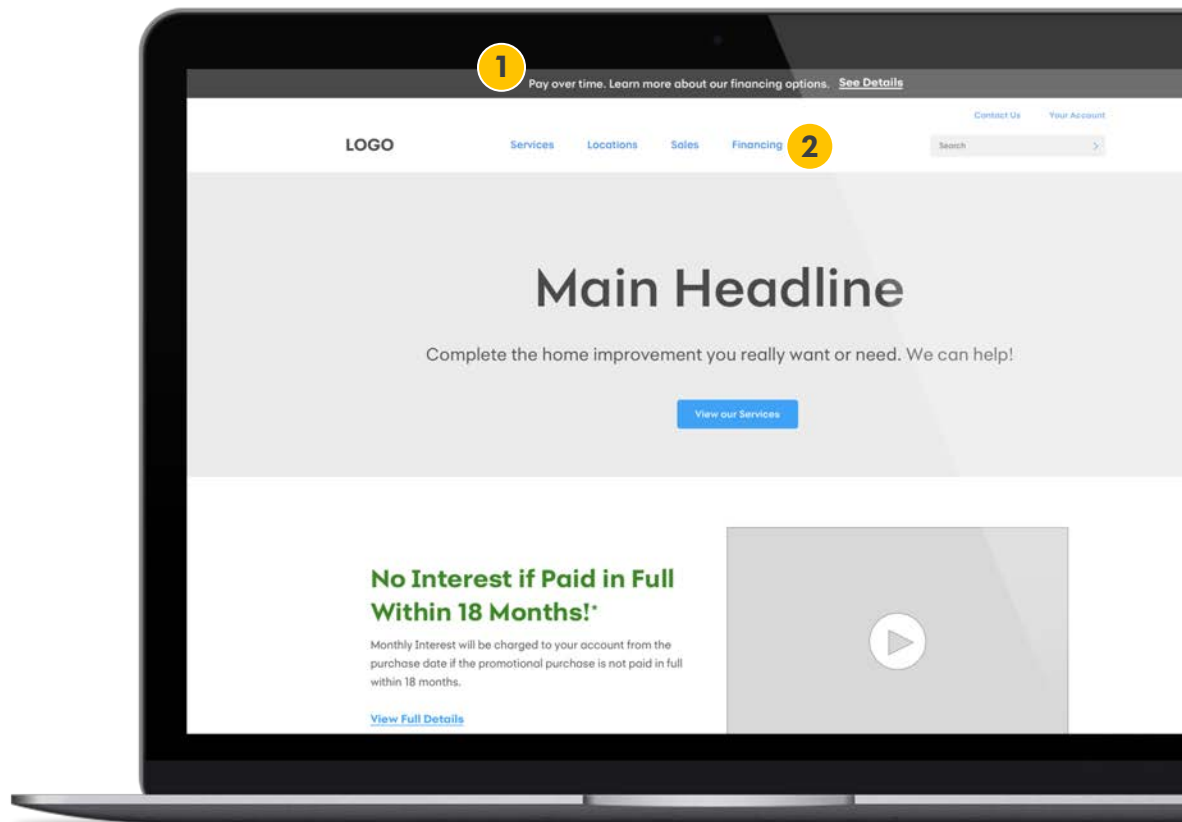 1
Pay over time. Learn more about our financing options. See Details
Contact Us Your Account
LOGO Services Locations Sales Financing 2 Search
Main Headline
Complete the home improvement you really want or need. We can help!
View our Services
No Interest if Paid in Full
Within 18 Months!*
Monthly Interest will be charged to your account from the
purchase date if the promotional purchase is not paid in full
within 18 months.
View Full Details